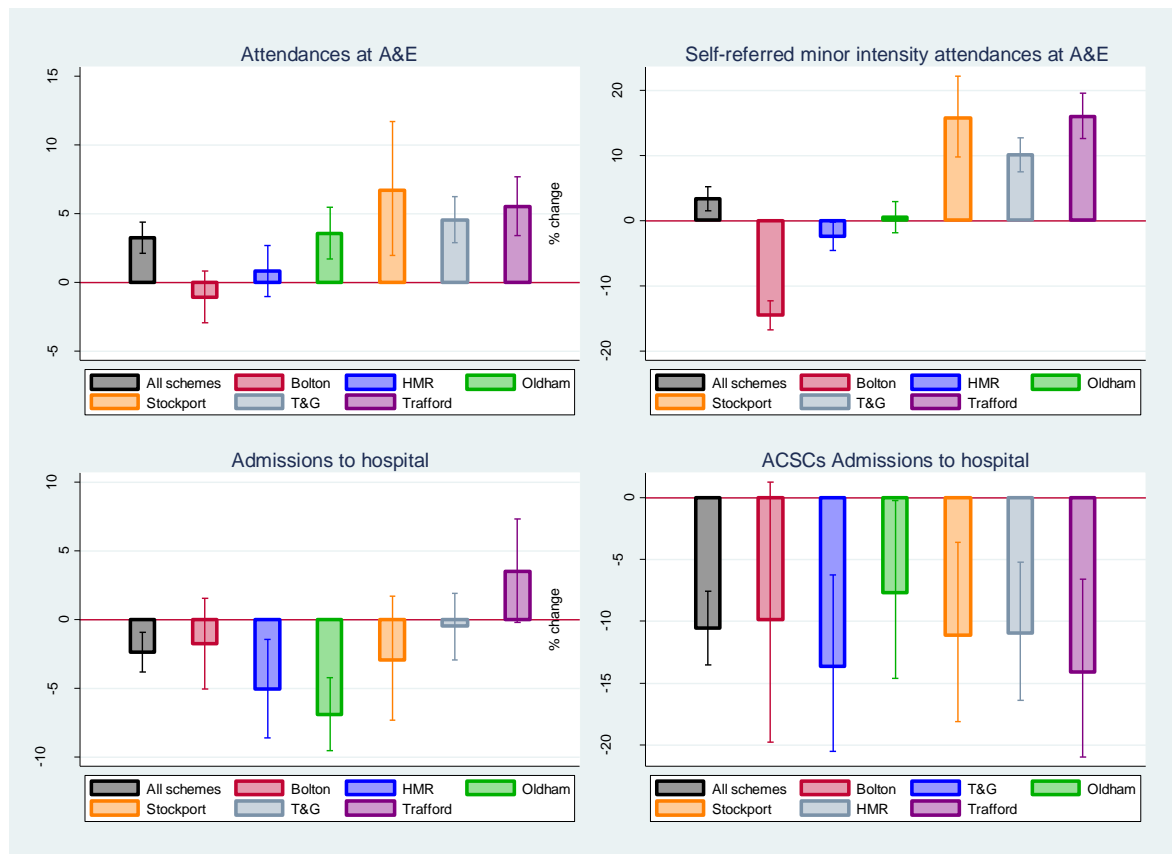 Attendances at A&E
15
10
5
0
-5
All schemes Bolton HMR Oldham
Stockport T&G Trafford
Self-referred minor intensity attendances at A&E
% change
20
10
0
-10
-20
All schemes Bolton HMR Oldham
Stockport T&G Trafford
Admissions to hospital
10
5
0
-5
-10
All schemes Bolton HMR Oldham
Stockport T&G Trafford
ACSCs Admissions to hospital
% change
0
-5
-10
-15
-20
All schemes Bolton T&G Oldham
Stockport HMR Trafford